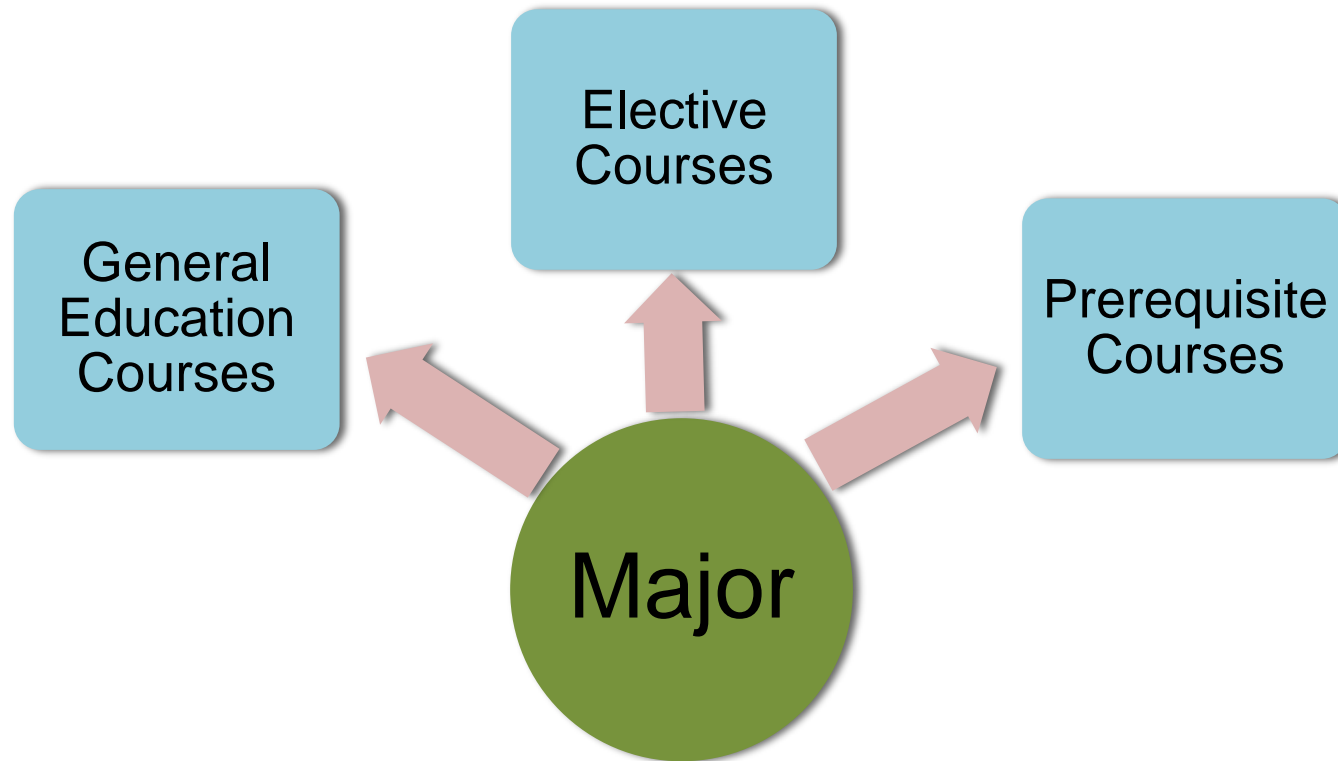 General
Education
Courses
Elective
Courses
Prerequisite
Courses
Major